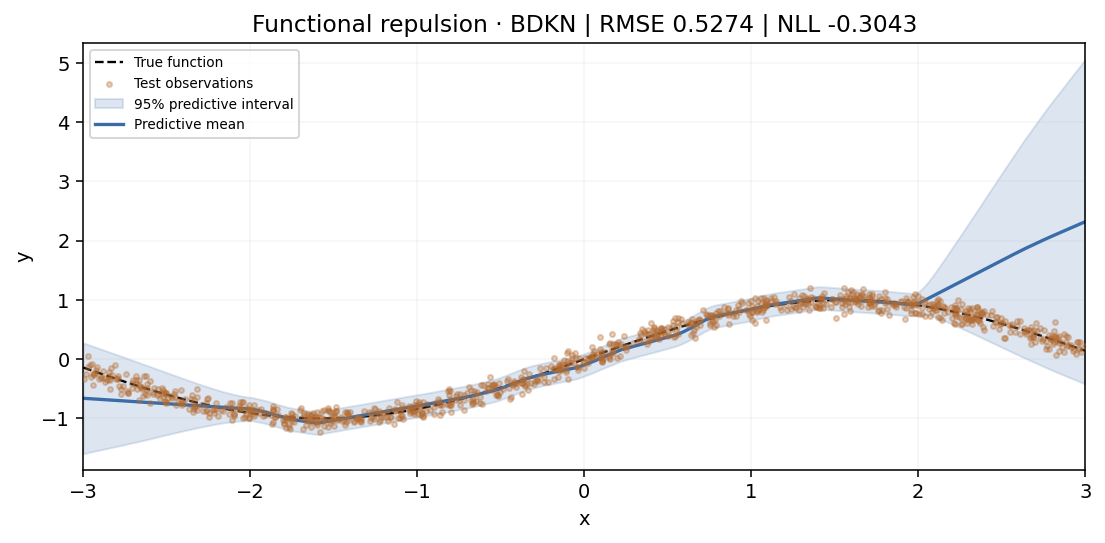 Functional repulsion · BDKN | RMSE 0.5274 | NLL -0.3043
True function
Test observations
95% predictive interval
Predictive mean
y
5
4
3
2
1
0
−1
−3
−2
−1
0
1
2
3
x